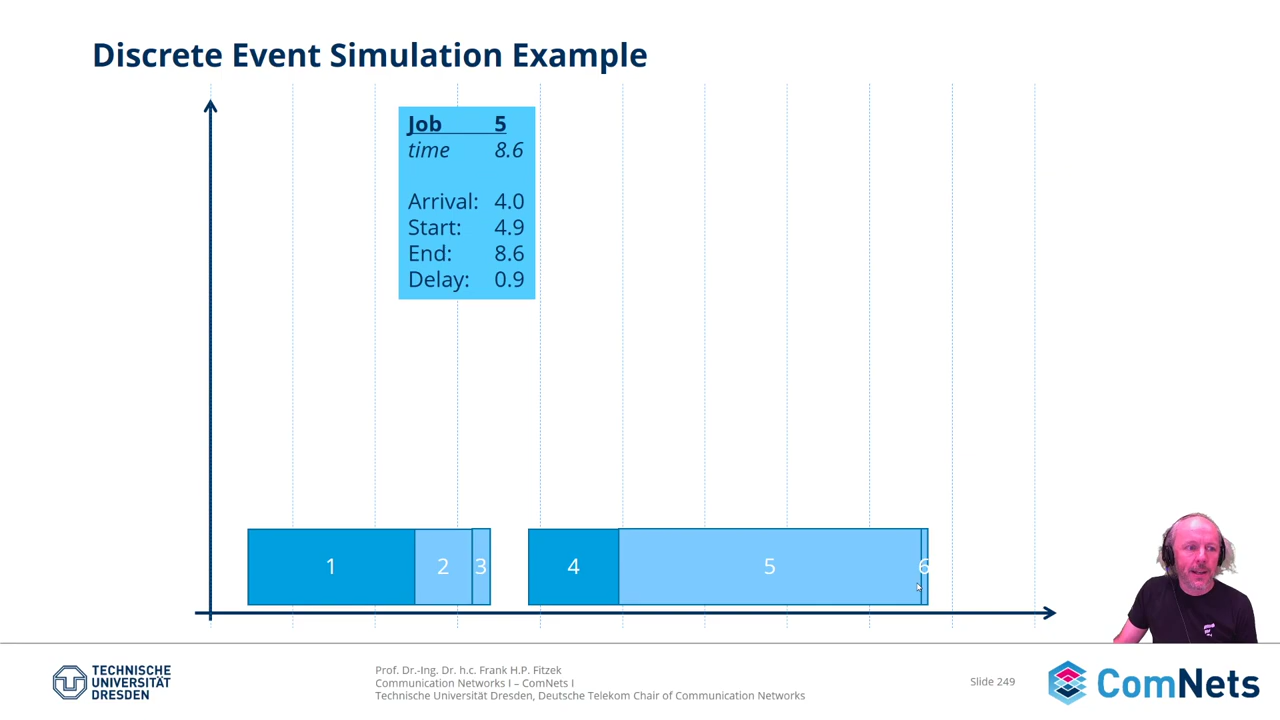 Discrete Event Simulation Example
Job 5
time 8.6
Arrival: 4.0
Start: 4.9
End: 8.6
Delay: 0.9
1 2 3 4 5 6
TECHNISCHE
UNIVERSITÄT
DRESDEN
Prof. Dr.-Ing. Dr. h.c. Frank H.P. Fitzek
Communication Networks I – ComNets I
Technische Universität Dresden, Deutsche Telekom Chair of Communication Networks
Slide 249
ComNets